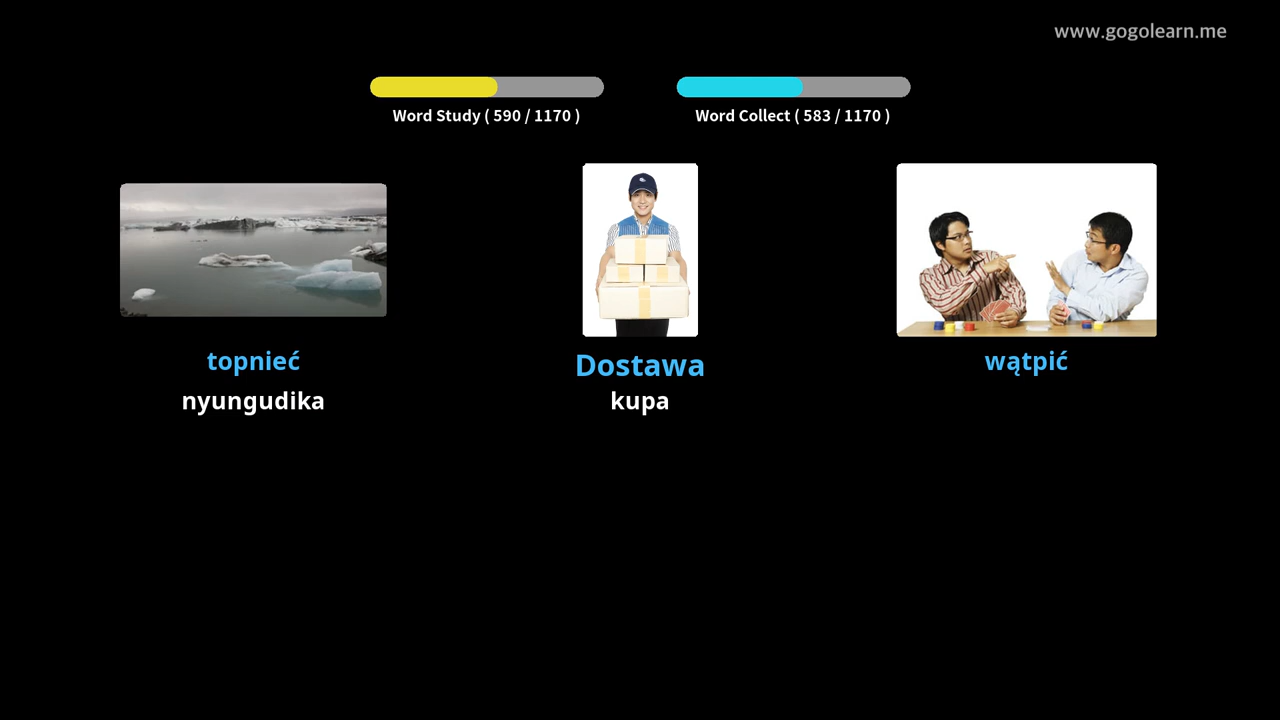 www.gogolearn.me
Word Study ( 590 / 1170 )
Word Collect ( 583 / 1170 )
topnieć
Dostawa
wątpić
nyungudika
kupa